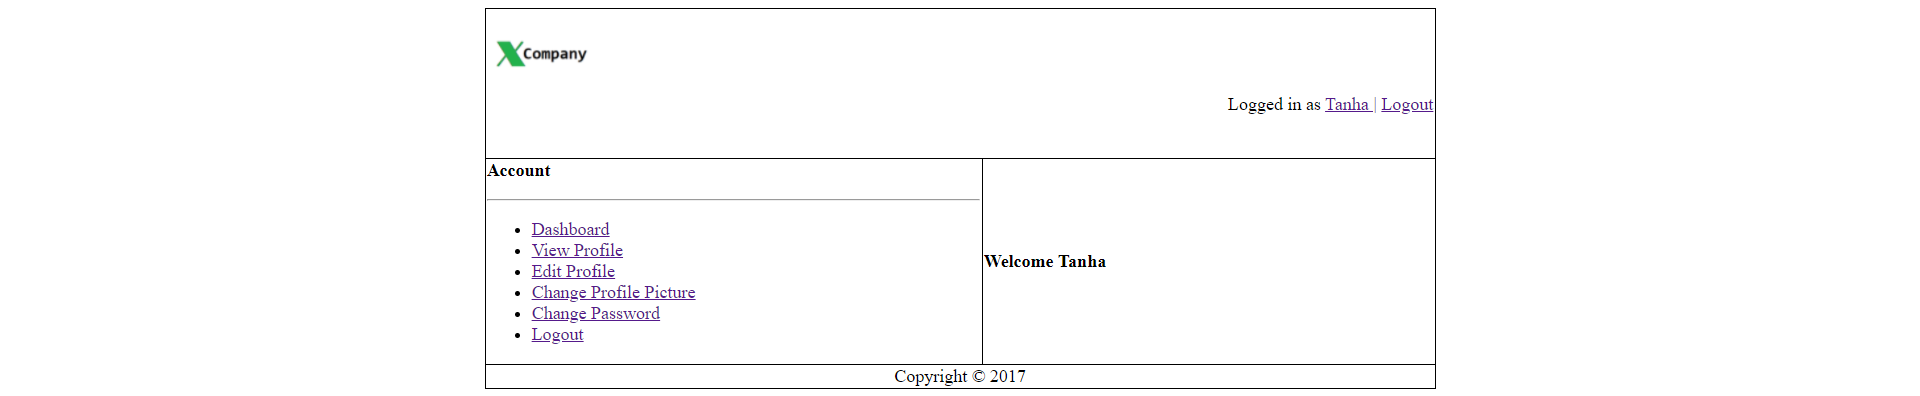 X Company
Logged in as Tanha | Logout
Account
Dashboard
View Profile
Edit Profile
Change Profile Picture
Change Password
Logout
Welcome Tanha
Copyright © 2017